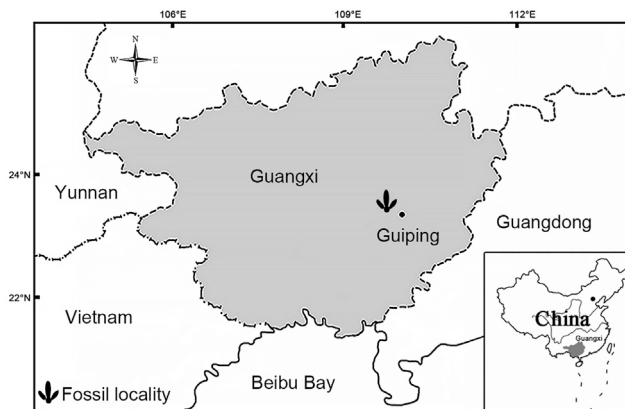 106°E
109°E
112°E
N
W E
S
24°N
Yunnan
Guangxi
Guiping
Guangdong
22°N
Vietnam
China
Guangxi
Beibu Bay
Fossil locality